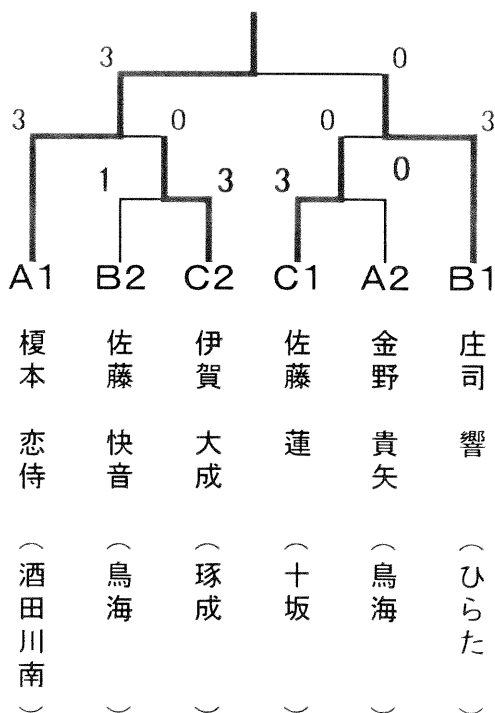 3 0
3 0 0 3
1 3 3 0
A1 B2 C2 C1 A2 B1
榎本 恋侍 （酒田川南）
佐藤 快音 （鳥海）
伊賀 大成 （琢成）
佐藤 蓮 （十坂）
金野 貴矢 （鳥海）
庄司 響 （ひらた）